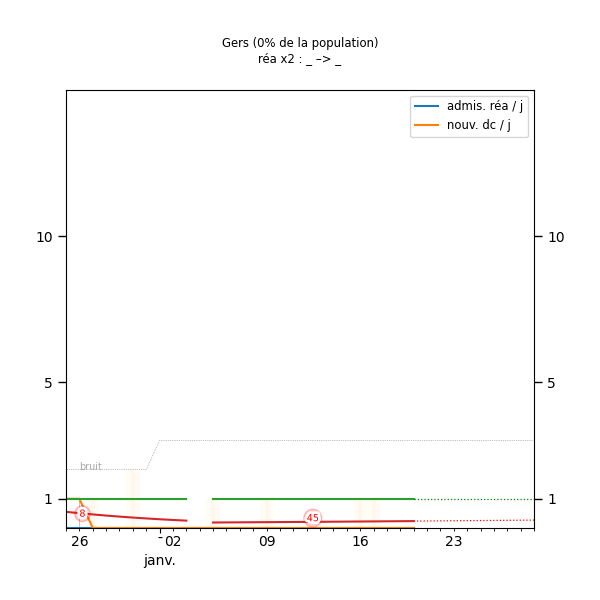 Gers (0% de la population)
réa x2 : _ –> _
admis. réa / j
nouv. dc / j
10 10
5 5
bruit
1 1
8
45
26 02 09 16 23
janv.